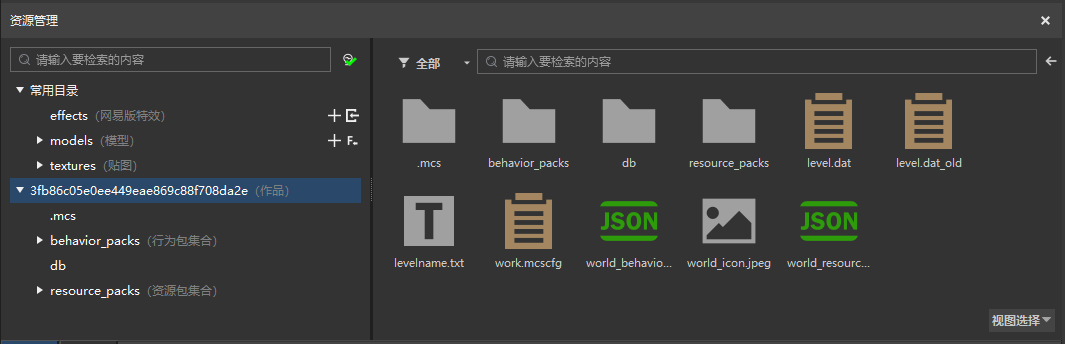 资源管理
请输入要检索的内容
常用目录
effects (网易版特效)
models (模型)
textures (贴图)
3fb86c05e0ee449eae869c88f708da2e (作品)
.mcs
behavior_packs (行为包集合)
db
resource_packs (资源包集合)
全部
请输入要检索的内容
.mcs behavior_packs db resource_packs level.dat level.dat_old
T JSON JSON
levelname.txt work.mcscfg world_behavio... world_icon.jpeg world_resourc...
视图选择